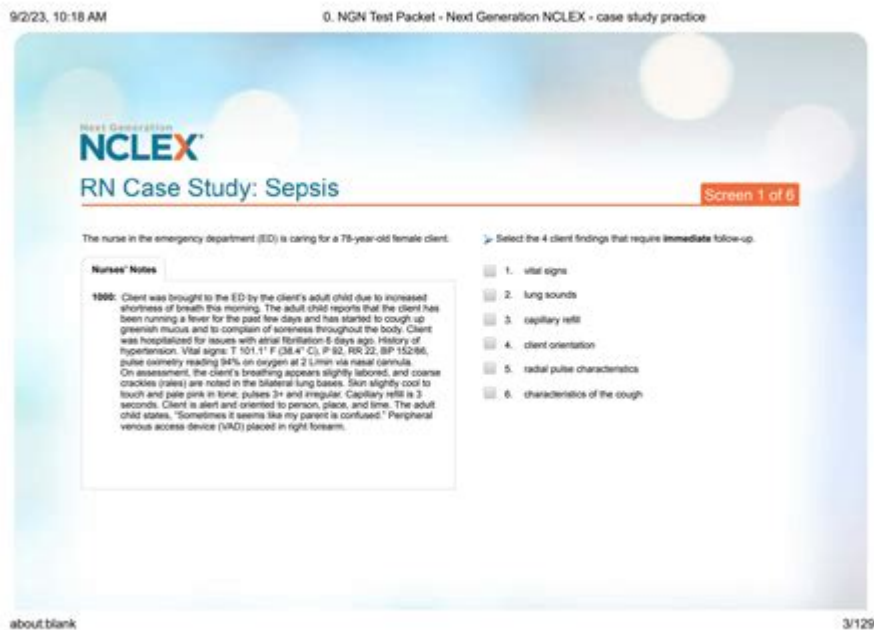 9/2/23, 10:18 AM
0. NGN Test Packet - Next Generation NCLEX - case study practice
Next Generation
NCLEX
RN Case Study: Sepsis
Screen 1 of 6
The nurse in the emergency department (ED) is caring for a 78-year-old female client.
Nurses' Notes
1000: Client was brought to the ED by the client's adult child due to increased
shortness of breath this morning. The adult child reports that the client has
been running a fever for the past few days and has started to cough up
greenish mucus and to complain of soreness throughout the body. Client
was hospitalized for issues with atrial fibrillation 6 days ago. History of
hypertension. Vital signs: T 101.1° F (38.4° C), P 92, RR 22, BP 152/86,
pulse oximetry reading 94% on oxygen at 2 L/min via nasal cannula.
On assessment, the client's breathing appears slightly labored, and coarse
crackles (rales) are noted in the bilateral lung bases. Skin slightly cool to
touch and pale pink in tone; pulses 3+ and irregular. Capillary refill is 3
seconds. Client is alert and oriented to person, place, and time. The adult
child states, "Sometimes it seems like my parent is confused." Peripheral
venous access device (VAD) placed in right forearm.
Select the 4 client findings that require immediate follow-up.
1. vital signs
2. lung sounds
3. capillary refill
4. client orientation
5. radial pulse characteristics
6. characteristics of the cough
about:blank
3/129